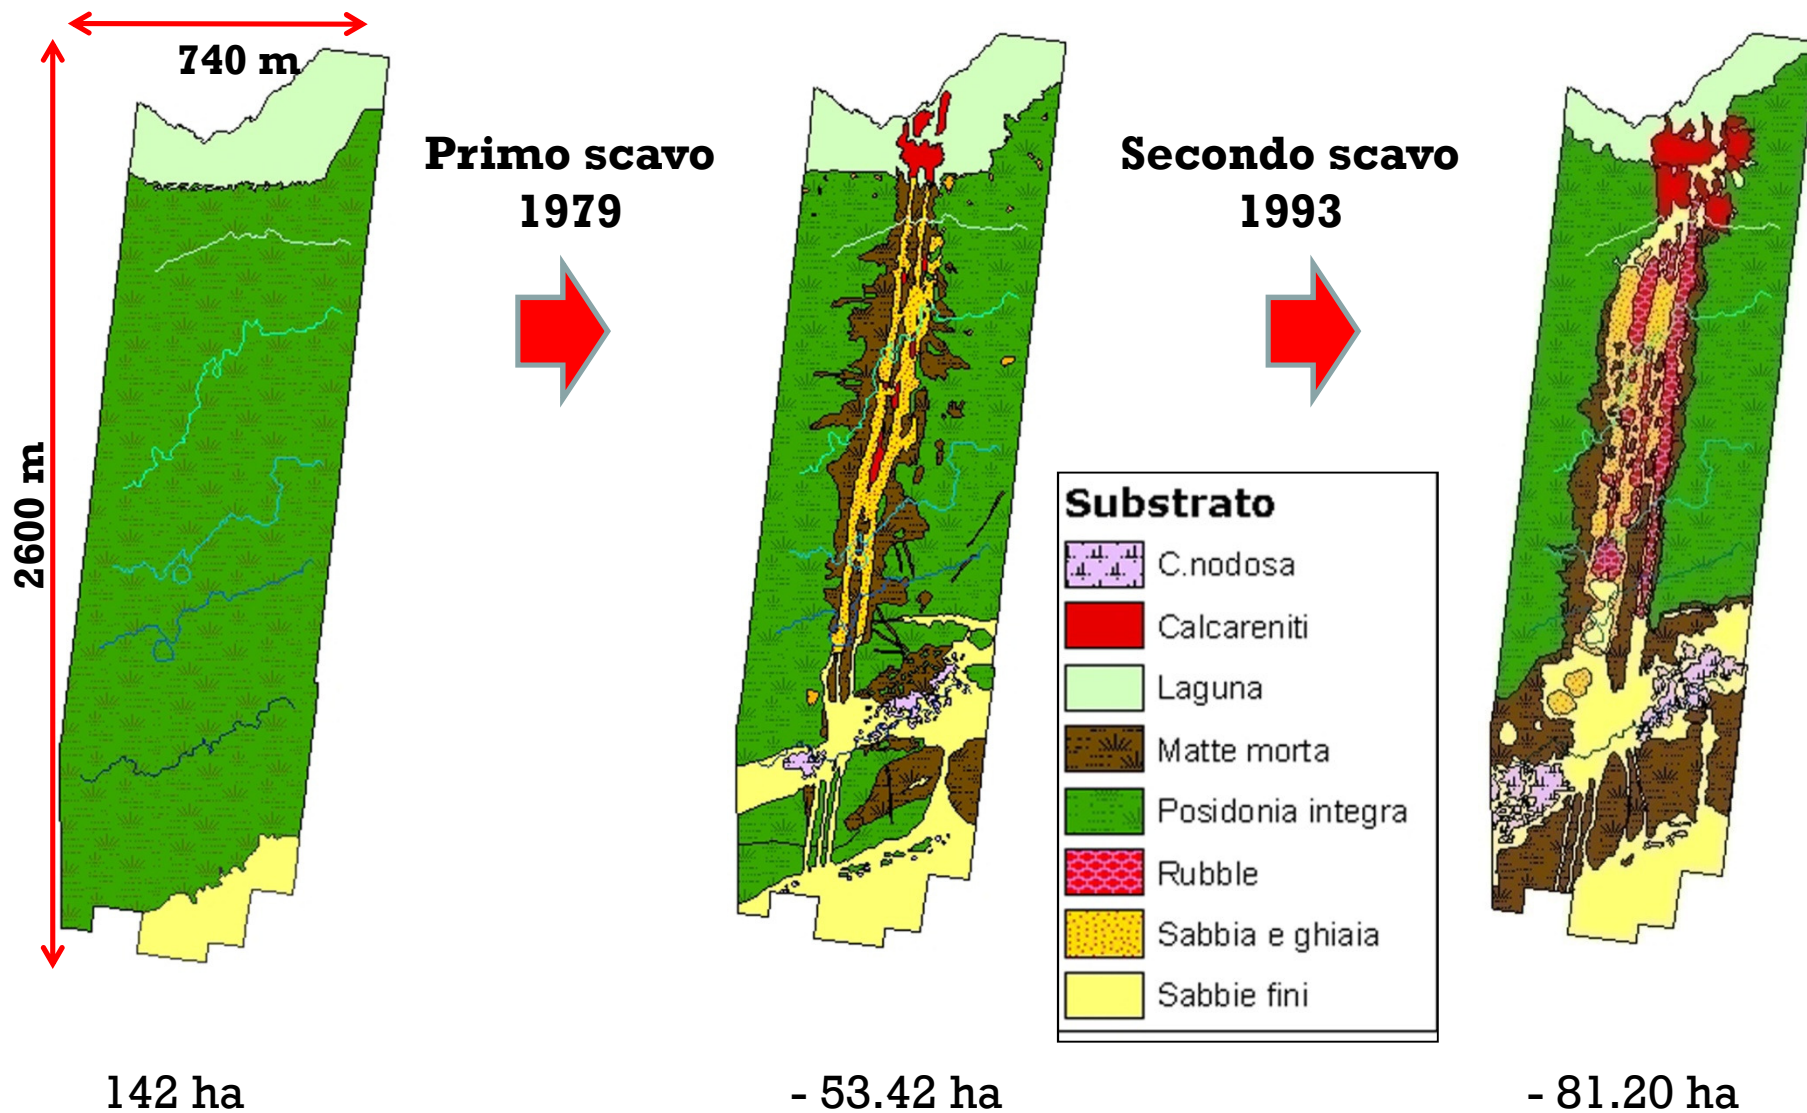 740 m
2600 m
Primo scavo
1979
Secondo scavo
1993
Substrato
C.nodosa
Calcareniti
Laguna
Matte morta
Posidonia integra
Rubble
Sabbia e ghiaia
Sabbie fini
142 ha
- 53.42 ha
- 81.20 ha